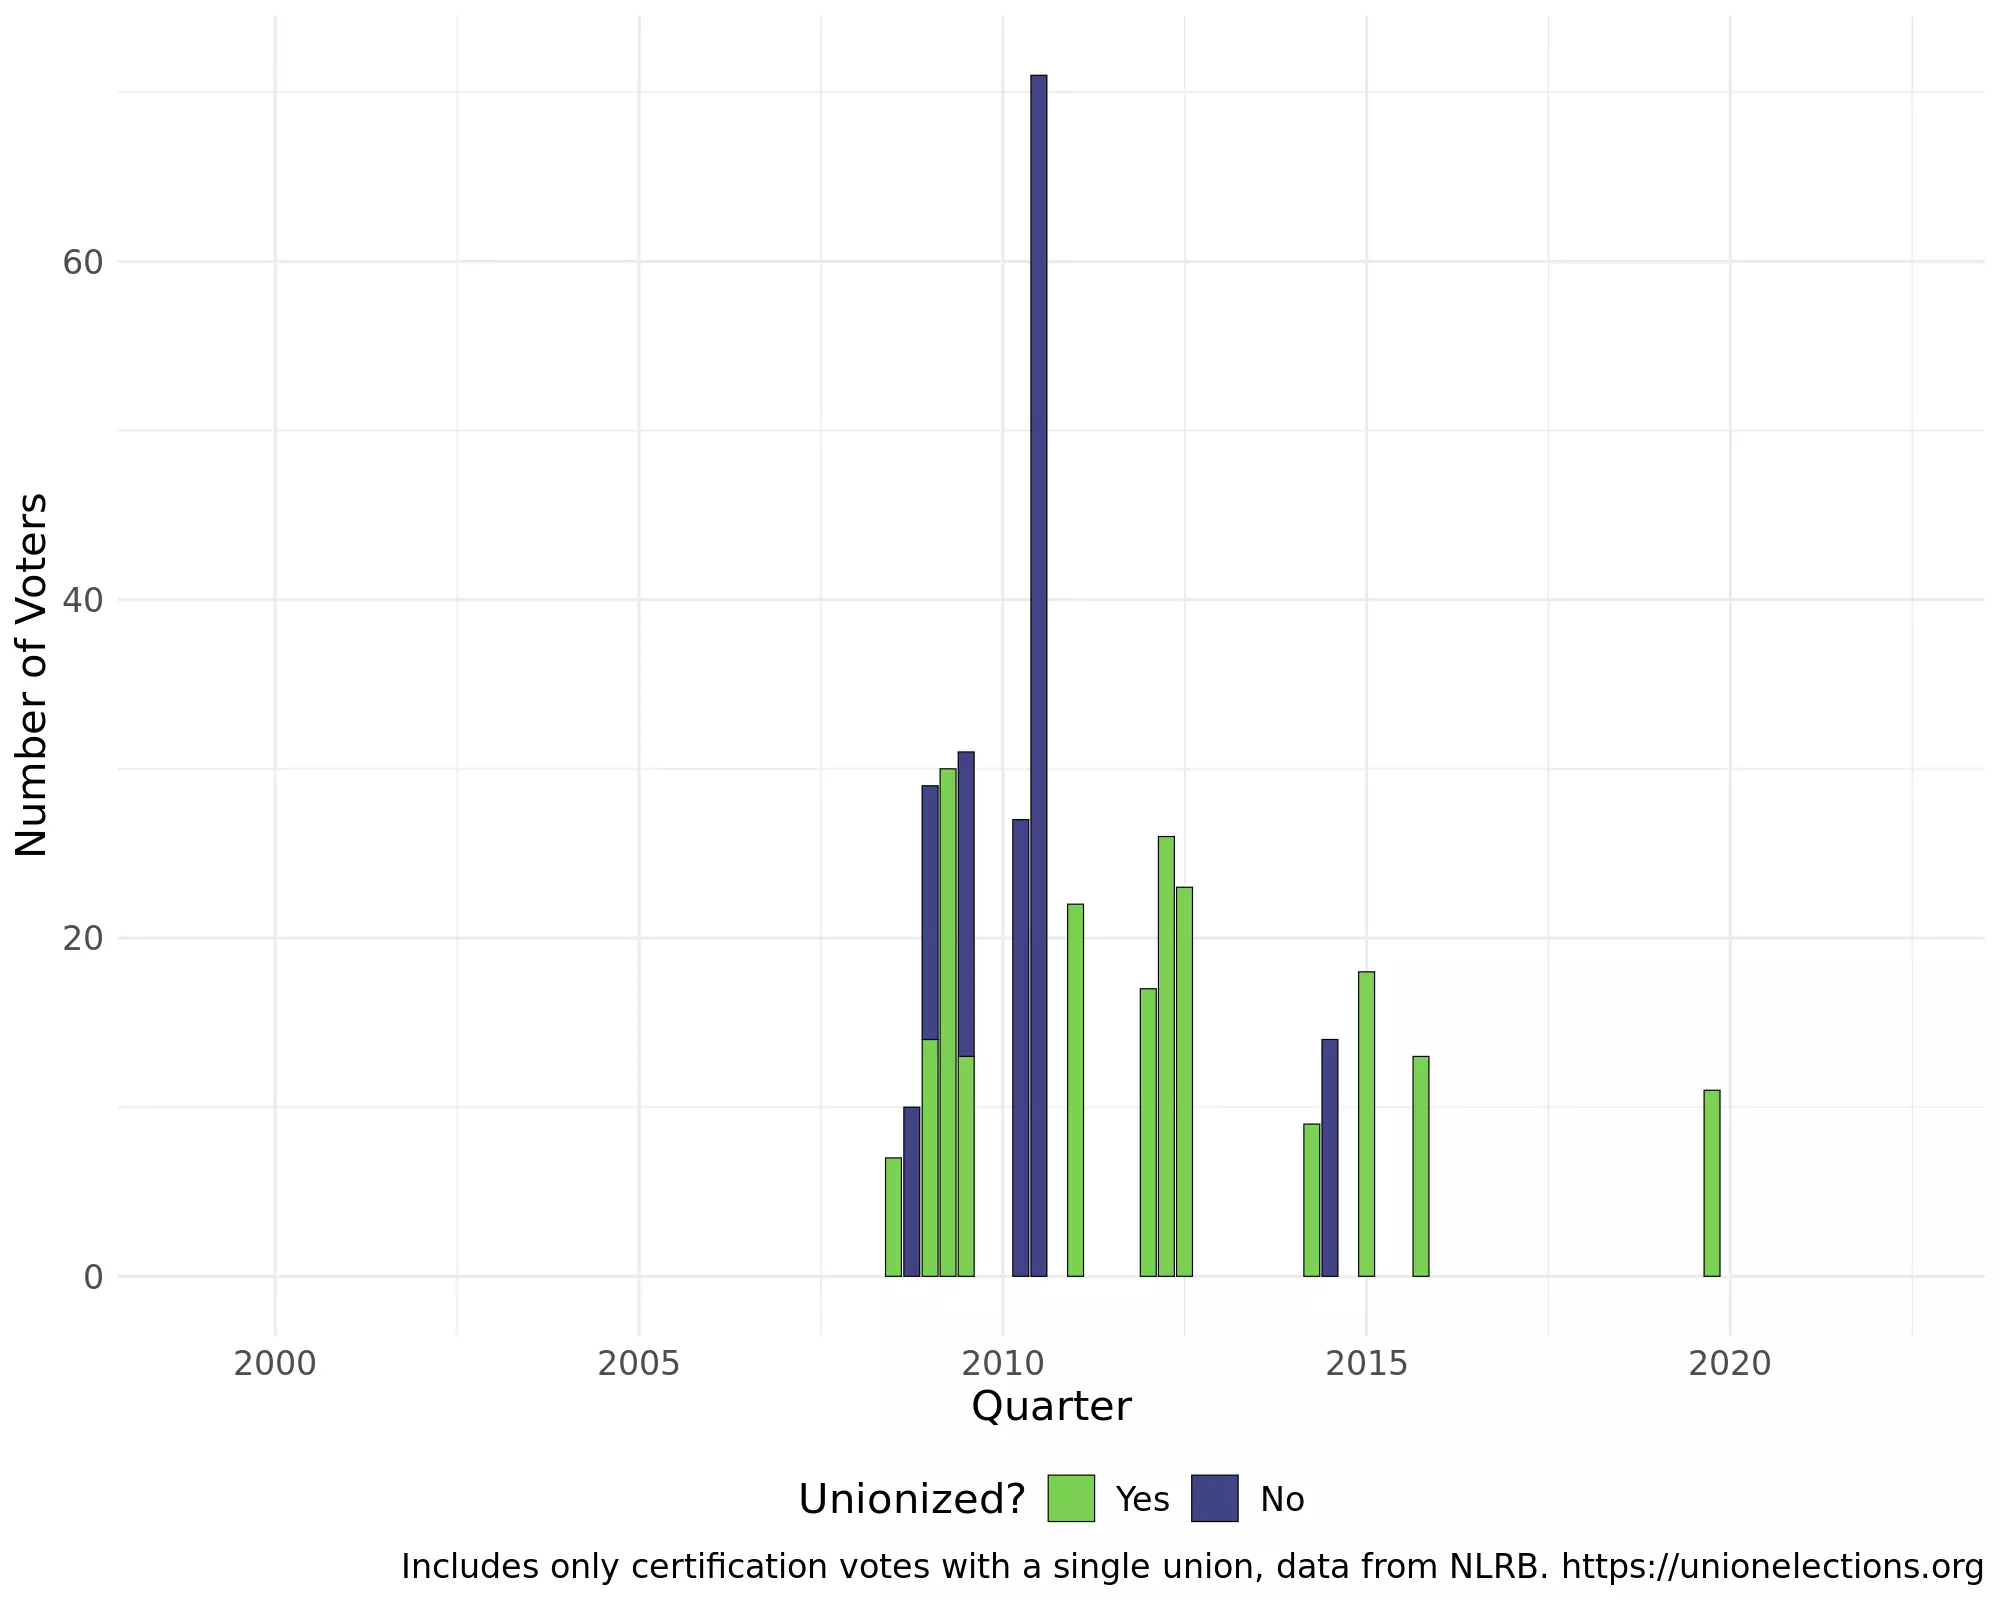 60
40
20
0
Number of Voters
2000 2005 2010 2015 2020
Quarter
Unionized? Yes No
Includes only certification votes with a single union, data from NLRB. https://unionelections.org